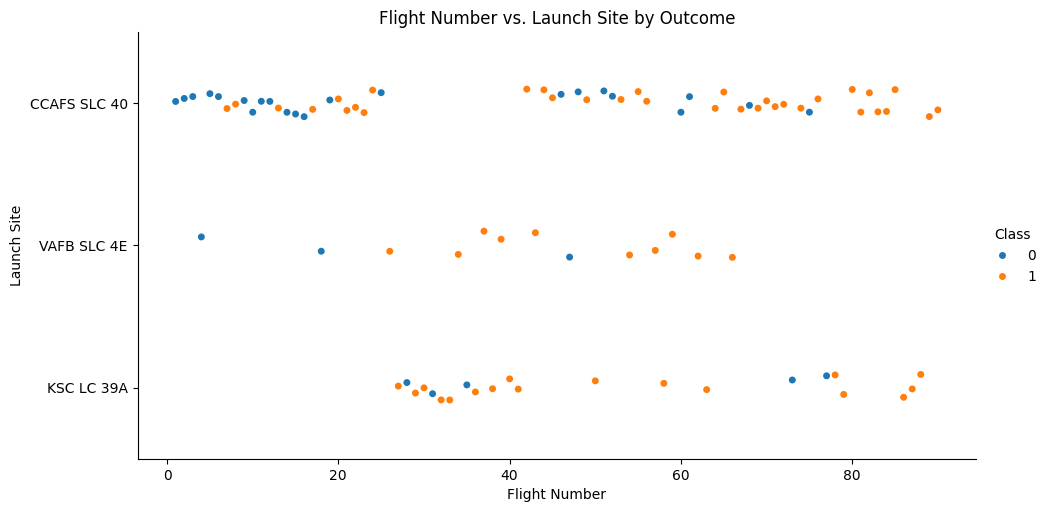 Flight Number vs. Launch Site by Outcome
CCAFS SLC 40
VAFB SLC 4E
KSC LC 39A
Launch Site
0
20
40
60
80
Flight Number
Class
0
1